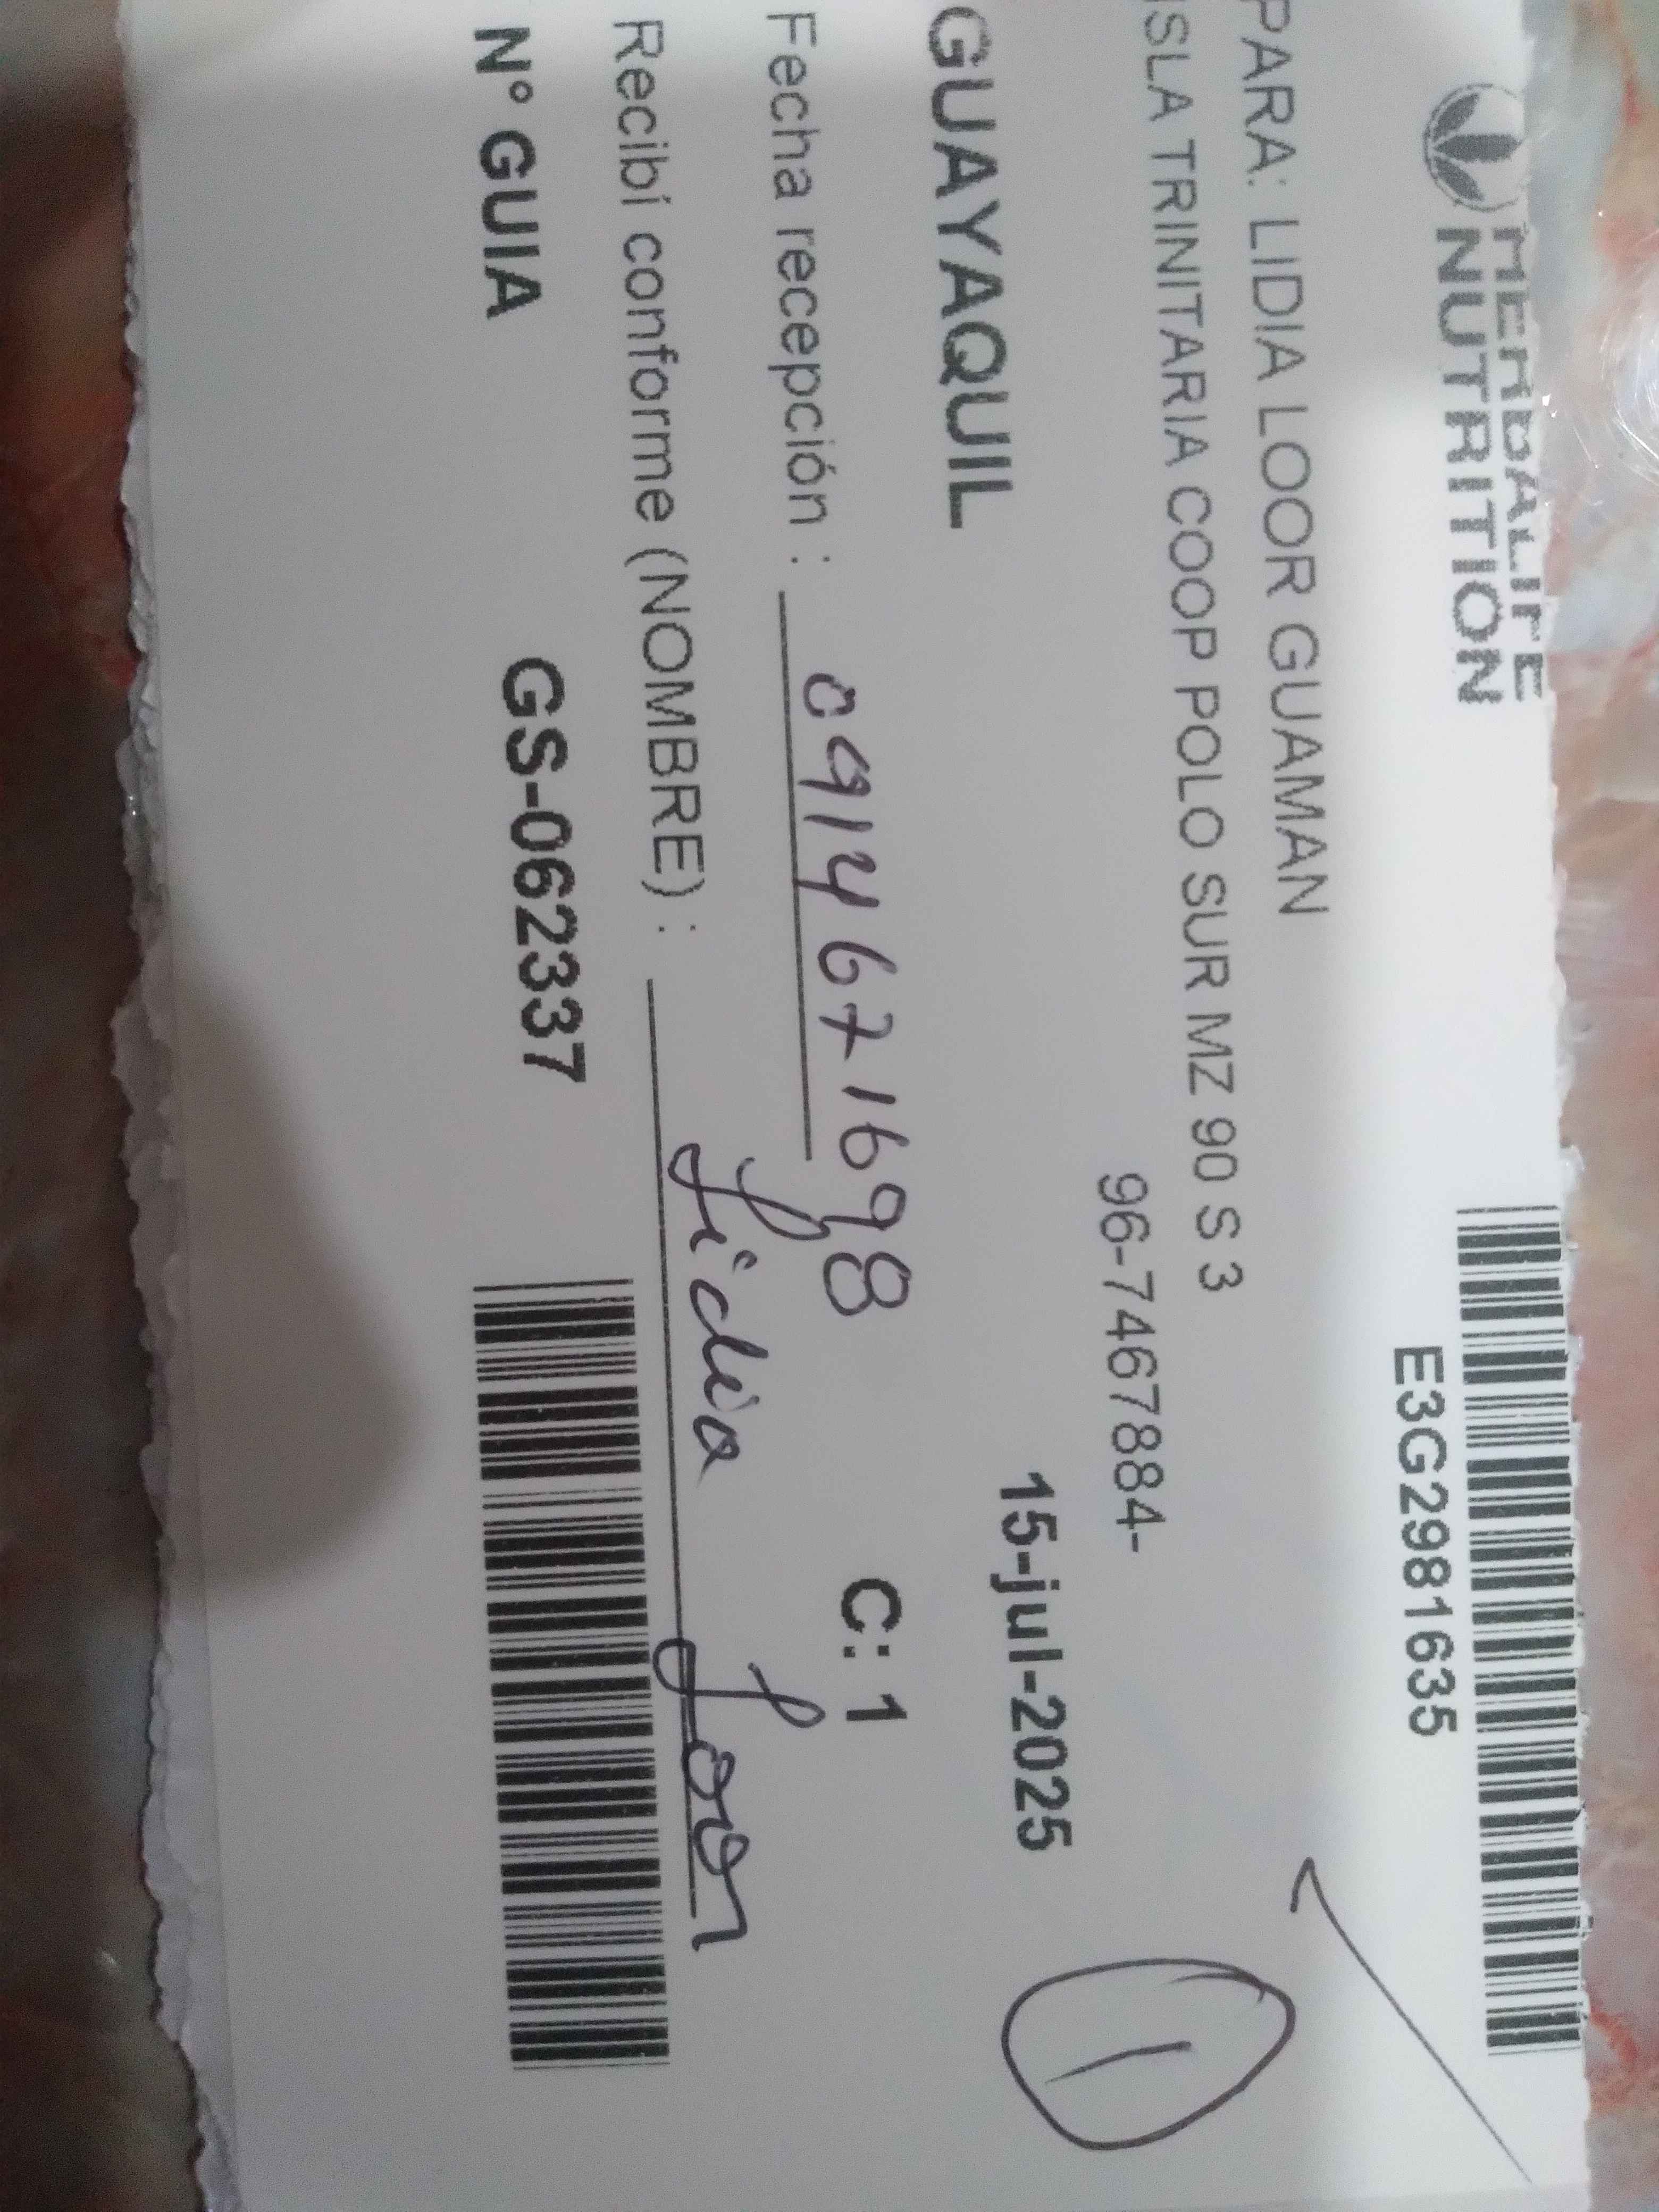 HERBALIFE
NUTRITION
E3G2981635
PARA: LIDIA LOOR GUAMAN
ISLA TRINITARIA COOP POLO SUR MZ 90 S 3
96-7467884-
15-jul-2025
1
GUAYAQUIL
Fecha recepción : 0914671698
C: 1
Recibí conforme (NOMBRE) : Lidia Loor
N° GUIA GS-062337